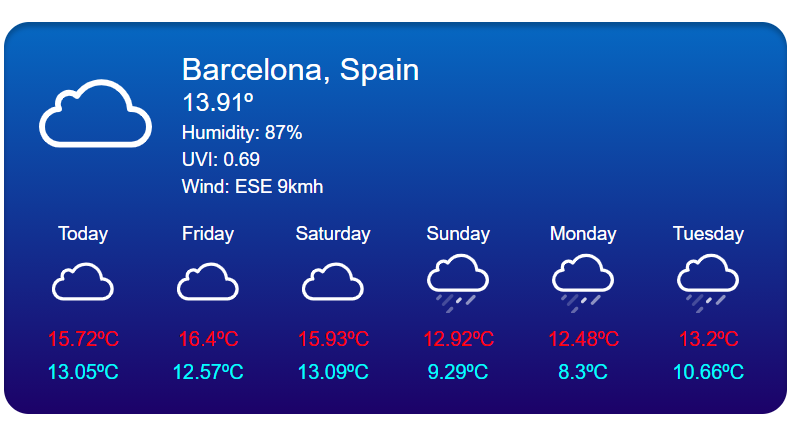 Barcelona, Spain
13.91º
Humidity: 87%
UVI: 0.69
Wind: ESE 9kmh
Today Friday Saturday Sunday Monday Tuesday
15.72ºC 16.4ºC 15.93ºC 12.92ºC 12.48ºC 13.2ºC
13.05ºC 12.57ºC 13.09ºC 9.29ºC 8.3ºC 10.66ºC